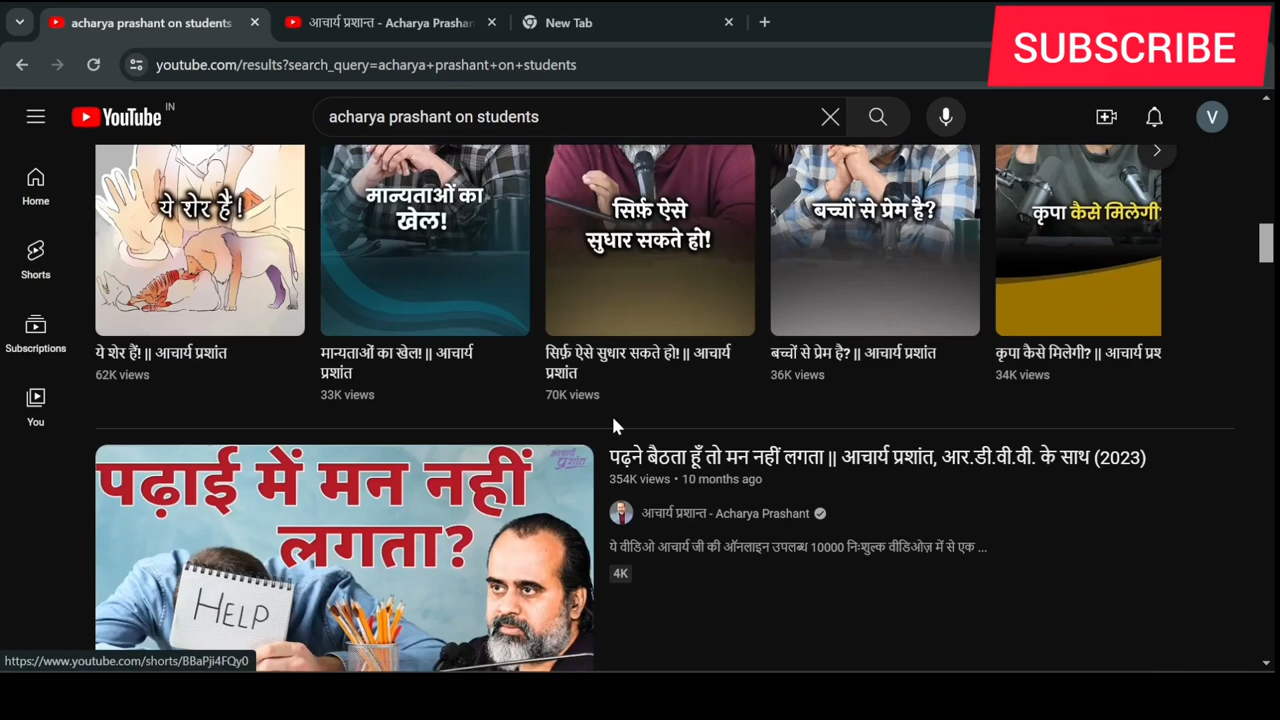 acharya prashant on students
आचार्य प्रशान्त - Acharya Prashan
New Tab
SUBSCRIBE
youtube.com/results?search_query=acharya+prashant+on+students
YouTube IN
acharya prashant on students
V
Home
Shorts
Subscriptions
You
ये शेर हैं!
मान्यताओं का
खेल!
सिर्फ़ ऐसे
सुधार सकते हो!
बच्चों से प्रेम है?
कृपा कैसे मिलेगी
ये शेर हैं! || आचार्य प्रशांत
62K views
मान्यताओं का खेल! || आचार्य
प्रशांत
33K views
सिर्फ़ ऐसे सुधार सकते हो! || आचार्य
प्रशांत
70K views
बच्चों से प्रेम है? || आचार्य प्रशांत
36K views
कृपा कैसे मिलेगी? || आचार्य प्रश
34K views
पढ़ाई में मन नहीं
लगता?
आचार्य
प्रशांत
HELP
पढ़ने बैठता हूँ तो मन नहीं लगता || आचार्य प्रशांत, आर.डी.वी.वी. के साथ (2023)
354K views • 10 months ago
आचार्य प्रशान्त - Acharya Prashant
ये वीडिओ आचार्य जी की ऑनलाइन उपलब्ध 10000 निःशुल्क वीडिओज़ में से एक ...
4K
https://www.youtube.com/shorts/BBaPji4FQy0